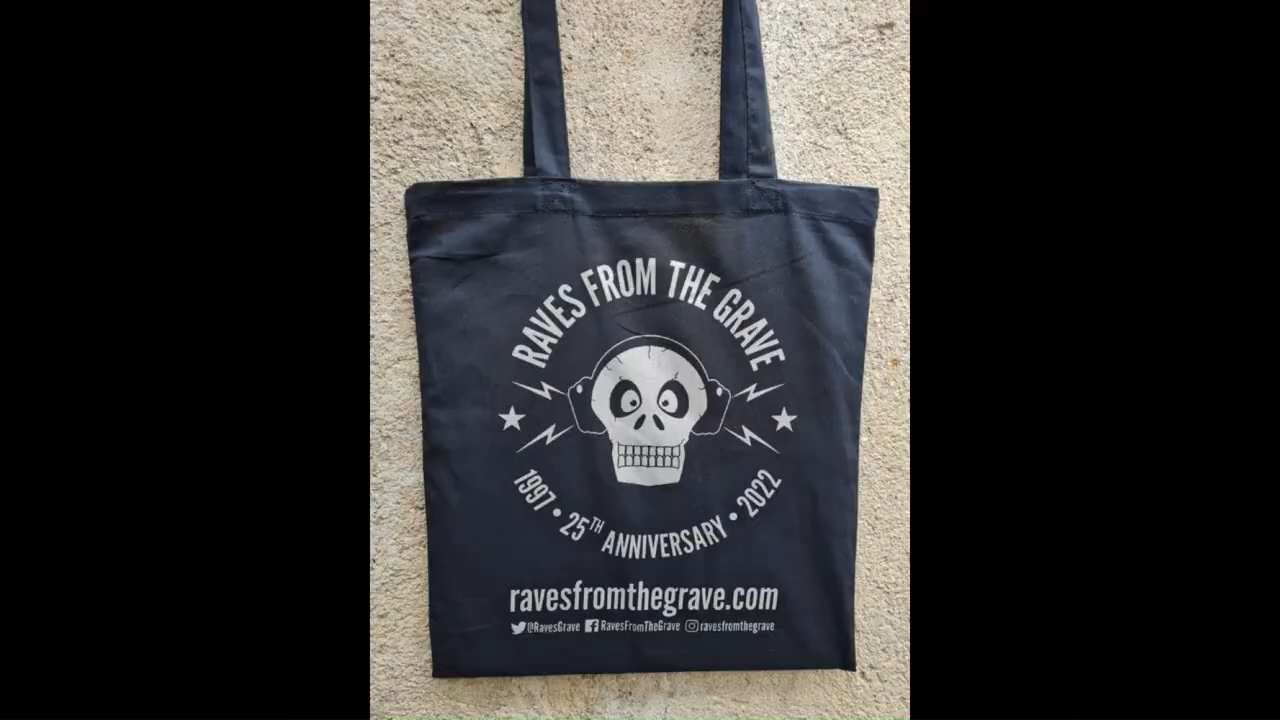 RAVES FROM THE GRAVE
1997 • 25TH ANNIVERSARY • 2022
ravesfromthegrave.com
@RavesGrave RavesFromTheGrave ravesfromthegrave